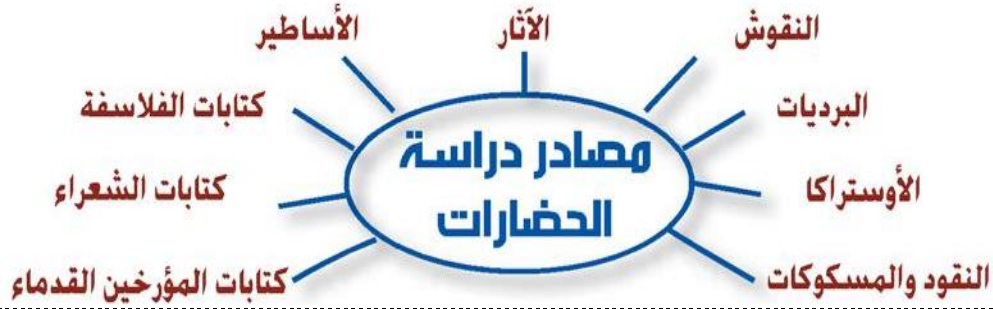 النقوش
الآثار
الأساطير
البرديات
كتابات الفلاسفة
مصادر دراسة
الحضارات
الأوستراكا
كتابات الشعراء
النقود والمسكوكات
كتابات المؤرخين القدماء